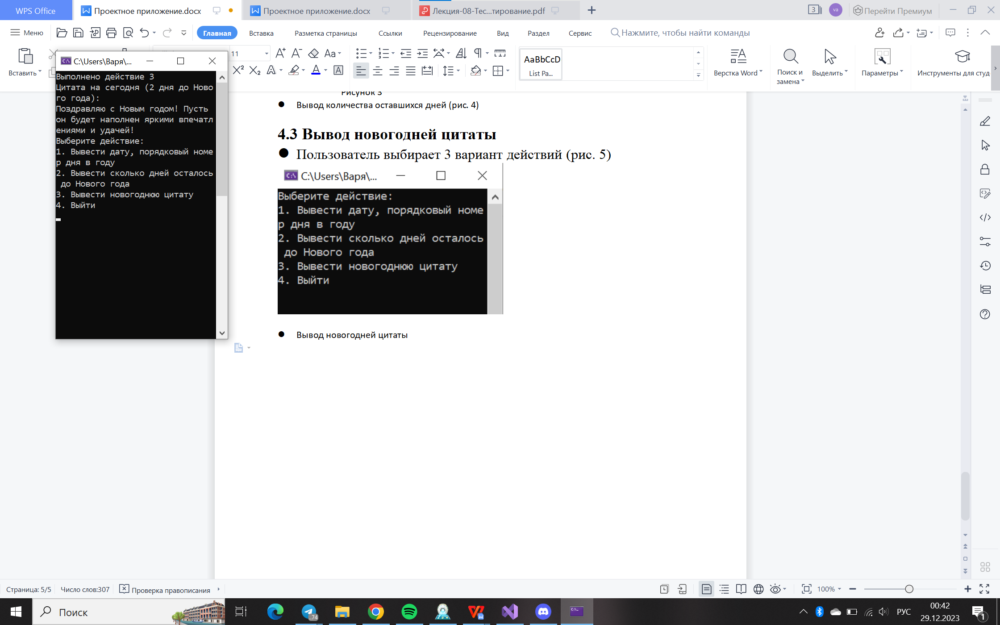 WPS Office
Проектное приложение.docx
Проектное приложение.docx
Лекция-08-Тес...тирование.pdf
3
va
Перейти Премиум
Меню
Главная
Вставка
Разметка страницы
Ссылки
Рецензирование
Вид
Раздел
Сервис
Нажмите, чтобы найти команды
Вставить
11
AaBbCcD
List Pa...
Верстка Word
Поиск и
замена
Выделить
Параметры
Инструменты для студ
C:\Users\Варя\...
Выполнено действие 3
Цитата на сегодня (2 дня до Ново
го года):
Поздравляю с Новым годом! Пусть
он будет наполнен яркими впечатл
ениями и удачей!
Выберите действие:
1. Вывести дату, порядковый номе
р дня в году
2. Вывести сколько дней осталось
до Нового года
3. Вывести новогоднюю цитату
4. Выйти
Рисунок 3
● Вывод количества оставшихся дней (рис. 4)
4.3 Вывод новогодней цитаты
● Пользователь выбирает 3 вариант действий (рис. 5)
C:\Users\Варя\...
Выберите действие:
1. Вывести дату, порядковый номе
р дня в году
2. Вывести сколько дней осталось
до Нового года
3. Вывести новогоднюю цитату
4. Выйти
● Вывод новогодней цитаты
Страница: 5/5
Число слов:307
Проверка правописания
100%
Поиск
..74
РУС
00:42
29.12.2023
1